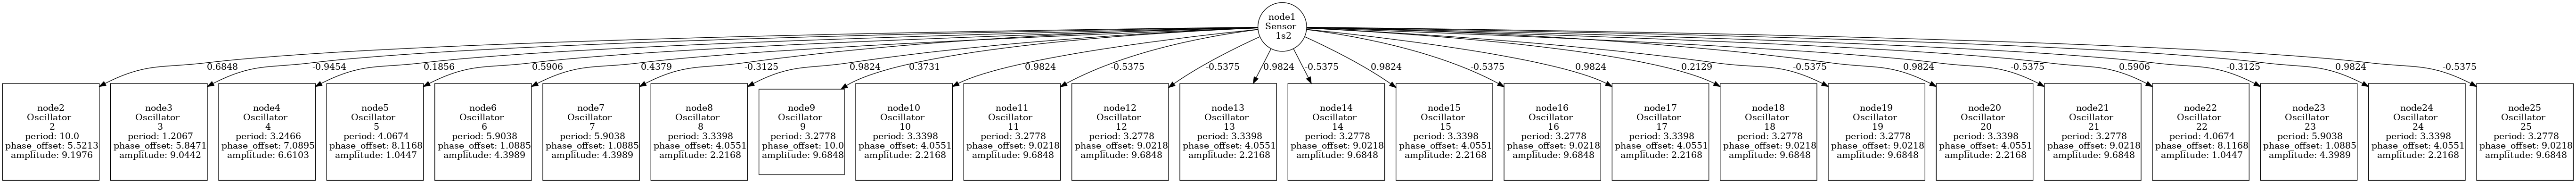 node1
Sensor
1s2
0.6848
-0.9454
0.1856
0.5906
0.4379
-0.3125
0.9824
0.3731
0.9824
-0.5375
-0.5375
0.9824
-0.5375
0.9824
-0.5375
0.9824
0.2129
-0.5375
0.9824
-0.5375
0.5906
-0.3125
0.9824
-0.5375
node2
Oscillator
2
period: 10.0
phase_offset: 5.5213
amplitude: 9.1976
node3
Oscillator
3
period: 1.2067
phase_offset: 5.8471
amplitude: 9.0442
node4
Oscillator
4
period: 3.2466
phase_offset: 7.0895
amplitude: 6.6103
node5
Oscillator
5
period: 4.0674
phase_offset: 8.1168
amplitude: 1.0447
node6
Oscillator
6
period: 5.9038
phase_offset: 1.0885
amplitude: 4.3989
node7
Oscillator
7
period: 5.9038
phase_offset: 1.0885
amplitude: 4.3989
node8
Oscillator
8
period: 3.3398
phase_offset: 4.0551
amplitude: 2.2168
node9
Oscillator
9
period: 3.2778
phase_offset: 10.0
amplitude: 9.6848
node10
Oscillator
10
period: 3.3398
phase_offset: 4.0551
amplitude: 2.2168
node11
Oscillator
11
period: 3.2778
phase_offset: 9.0218
amplitude: 9.6848
node12
Oscillator
12
period: 3.2778
phase_offset: 9.0218
amplitude: 9.6848
node13
Oscillator
13
period: 3.3398
phase_offset: 4.0551
amplitude: 2.2168
node14
Oscillator
14
period: 3.2778
phase_offset: 9.0218
amplitude: 9.6848
node15
Oscillator
15
period: 3.3398
phase_offset: 4.0551
amplitude: 2.2168
node16
Oscillator
16
period: 3.2778
phase_offset: 9.0218
amplitude: 9.6848
node17
Oscillator
17
period: 3.3398
phase_offset: 4.0551
amplitude: 2.2168
node18
Oscillator
18
period: 3.2778
phase_offset: 9.0218
amplitude: 9.6848
node19
Oscillator
19
period: 3.2778
phase_offset: 9.0218
amplitude: 9.6848
node20
Oscillator
20
period: 3.3398
phase_offset: 4.0551
amplitude: 2.2168
node21
Oscillator
21
period: 3.2778
phase_offset: 9.0218
amplitude: 9.6848
node22
Oscillator
22
period: 4.0674
phase_offset: 8.1168
amplitude: 1.0447
node23
Oscillator
23
period: 5.9038
phase_offset: 1.0885
amplitude: 4.3989
node24
Oscillator
24
period: 3.3398
phase_offset: 4.0551
amplitude: 2.2168
node25
Oscillator
25
period: 3.2778
phase_offset: 9.0218
amplitude: 9.6848